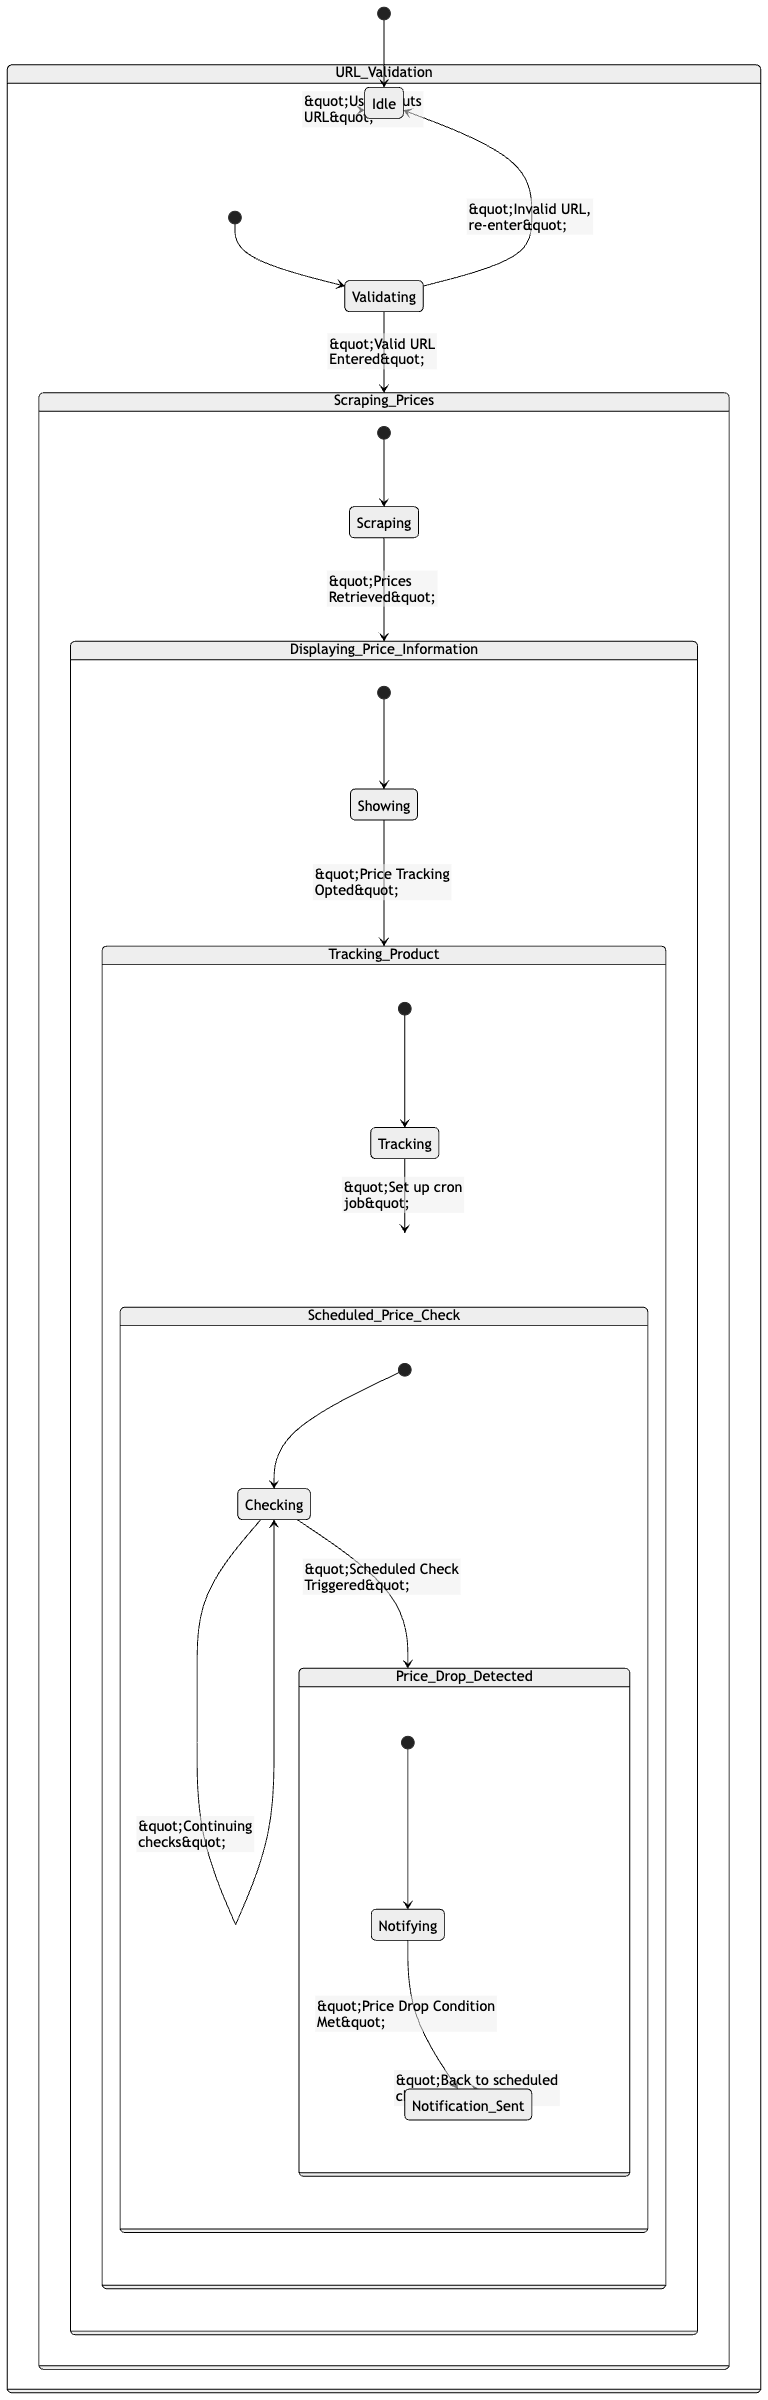 URL_Validation
&quot;Us uts
URL&quot;
Idle
&quot;Invalid URL,
re-enter&quot;
Validating
&quot;Valid URL
Entered&quot;
Scraping_Prices
Scraping
&quot;Prices
Retrieved&quot;
Displaying_Price_Information
Showing
&quot;Price Tracking
Opted&quot;
Tracking_Product
Tracking
&quot;Set up cron
job&quot;
Scheduled_Price_Check
Checking
&quot;Scheduled Check
Triggered&quot;
Price_Drop_Detected
&quot;Continuing
checks&quot;
Notifying
&quot;Price Drop Condition
Met&quot;
&quot;Back to scheduled
Notification_Sent